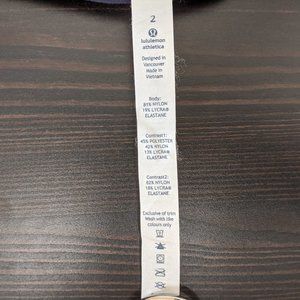 2
lululemon
athletica
Designed in
Vancouver
Made in
Vietnam
Body:
81% NYLON
19% LYCRA®
ELASTANE
Contrast1:
45% POLYESTER
42% NYLON
13% LYCRA®
ELASTANE
Contrast2:
82% NYLON
18% LYCRA®
ELASTANE
Exclusive of trim
Wash with like
colours only